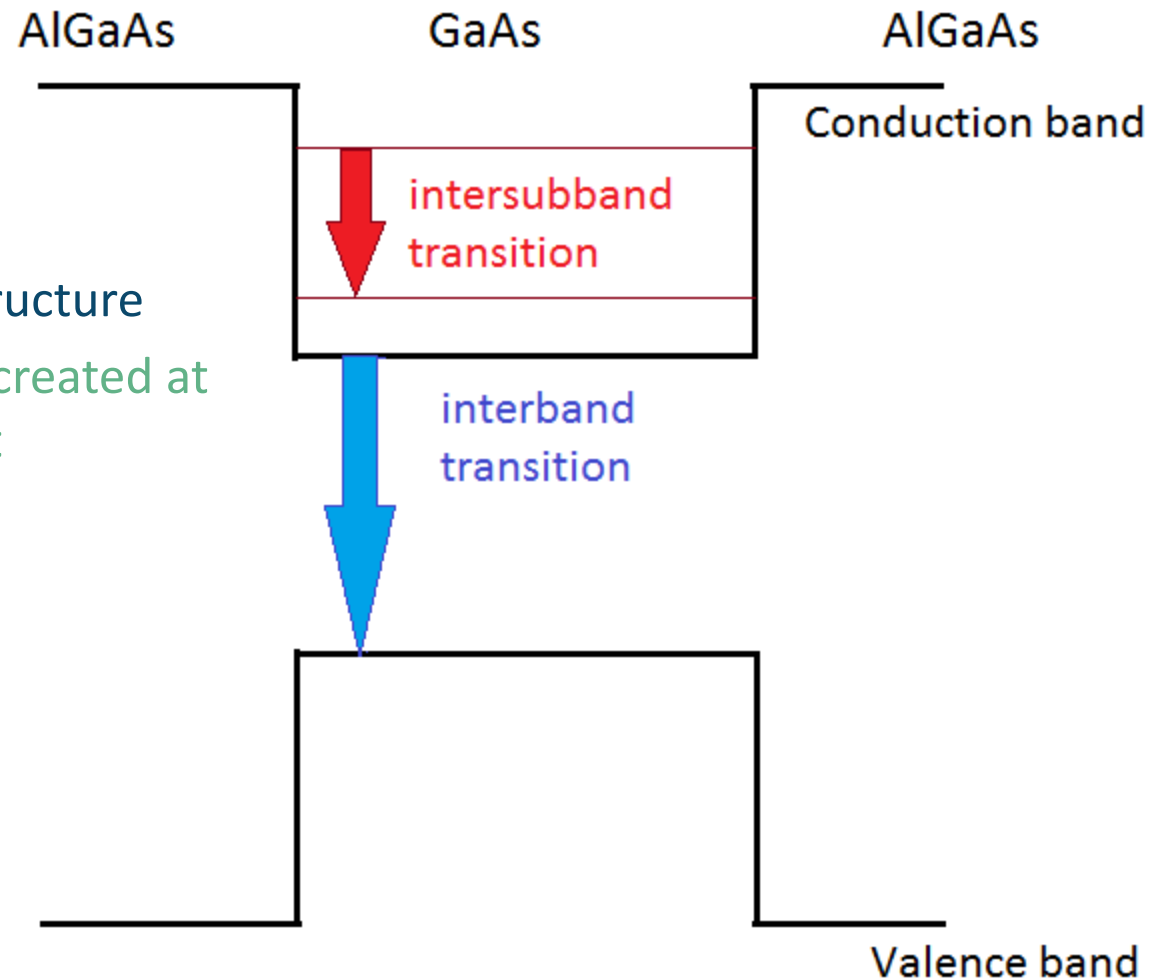 AlGaAs GaAs AlGaAs
Conduction band
intersubband
transition
ructure
created at
interband
transition
Valence band